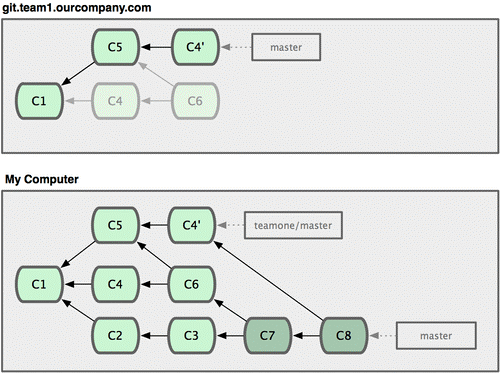 git.team1.ourcompany.com
C5 C4' master
C1 C4 C6
My Computer
C5 C4' teamone/master
C1 C4 C6
C2 C3 C7 C8 master